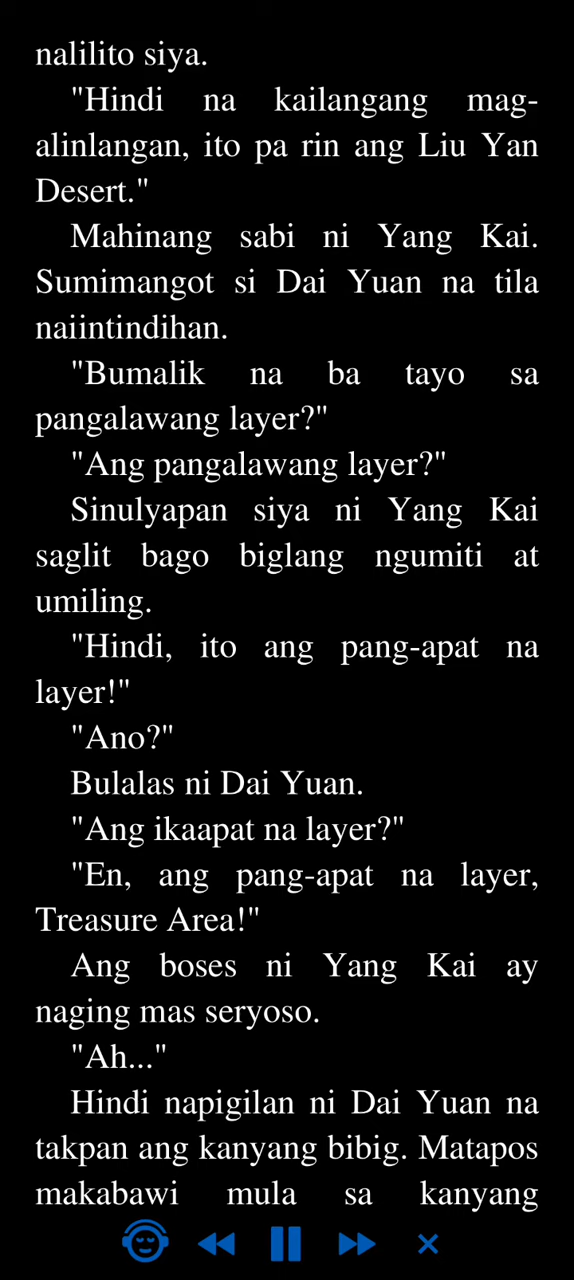 nalilito siya.
"Hindi na kailangang mag-
alinlangan, ito pa rin ang Liu Yan
Desert."
Mahinang sabi ni Yang Kai.
Sumimangot si Dai Yuan na tila
naiintindihan.
"Bumalik na ba tayo sa
pangalawang layer?"
"Ang pangalawang layer?"
Sinulyapan siya ni Yang Kai
saglit bago biglang ngumiti at
umiling.
"Hindi, ito ang pang-apat na
layer!"
"Ano?"
Bulalas ni Dai Yuan.
"Ang ikaapat na layer?"
"En, ang pang-apat na layer,
Treasure Area!"
Ang boses ni Yang Kai ay
naging mas seryoso.
"Ah..."
Hindi napigilan ni Dai Yuan na
takpan ang kanyang bibig. Matapos
makabawi mula sa kanyang